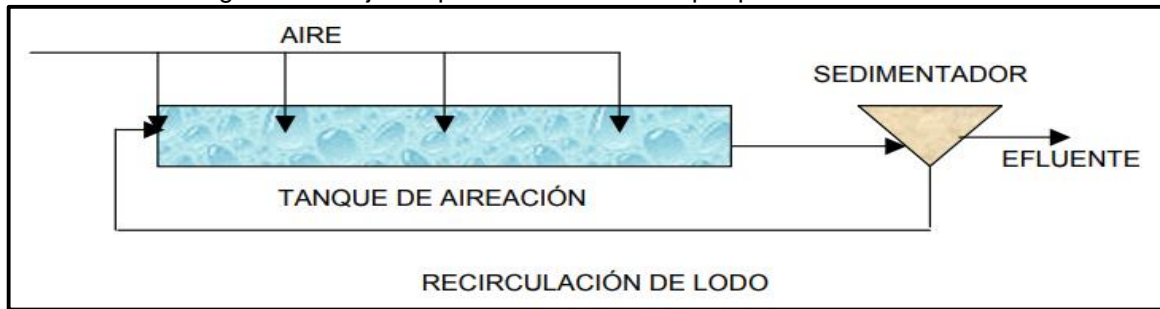 AIRE
SEDIMENTADOR
EFLUENTE
TANQUE DE AIREACIÓN
RECIRCULACIÓN DE LODO